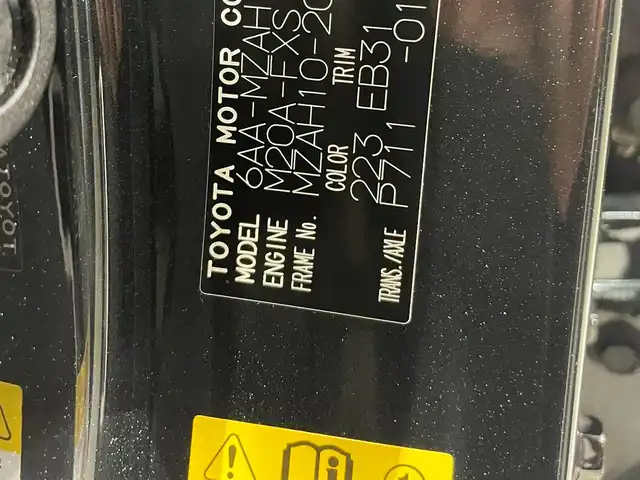 TOYOTA MOTOR CO
MODEL 6AA-MZAH
ENGINE M20A-FXS
FRAME No. MZAH10-20
COLOR TRIM
223 EB31
TRANS./AXLE P711 -01
TOYOT